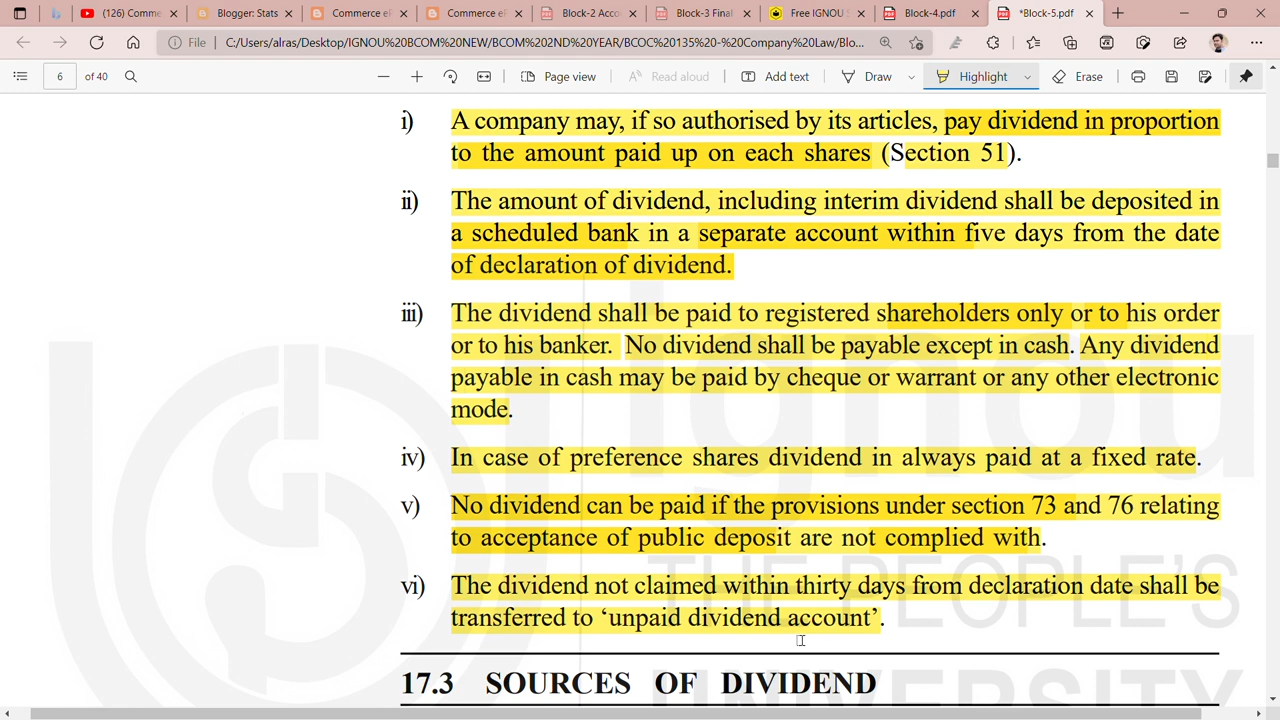 (126) Comme
Blogger: Stats
Commerce eF
Commerce eF
Block-2 Acco
Block-3 Final
Free IGNOU S
Block-4.pdf
*Block-5.pdf
File
C:/Users/alras/Desktop/IGNOU%20BCOM%20NEW/BCOM%202ND%20YEAR/BCOC%20135%20-%20Company%20Law/Blo...
6 of 40
Page view
Read aloud
Add text
Draw
Highlight
Erase
i) A company may, if so authorised by its articles, pay dividend in proportion
to the amount paid up on each shares (Section 51).
ii) The amount of dividend, including interim dividend shall be deposited in
a scheduled bank in a separate account within five days from the date
of declaration of dividend.
iii) The dividend shall be paid to registered shareholders only or to his order
or to his banker. No dividend shall be payable except in cash. Any dividend
payable in cash may be paid by cheque or warrant or any other electronic
mode.
iv) In case of preference shares dividend in always paid at a fixed rate.
v) No dividend can be paid if the provisions under section 73 and 76 relating
to acceptance of public deposit are not complied with.
vi) The dividend not claimed within thirty days from declaration date shall be
transferred to ‘unpaid dividend account’.
17.3 SOURCES OF DIVIDEND
ignou
THE PEOPLE'S
UNIVERSITY